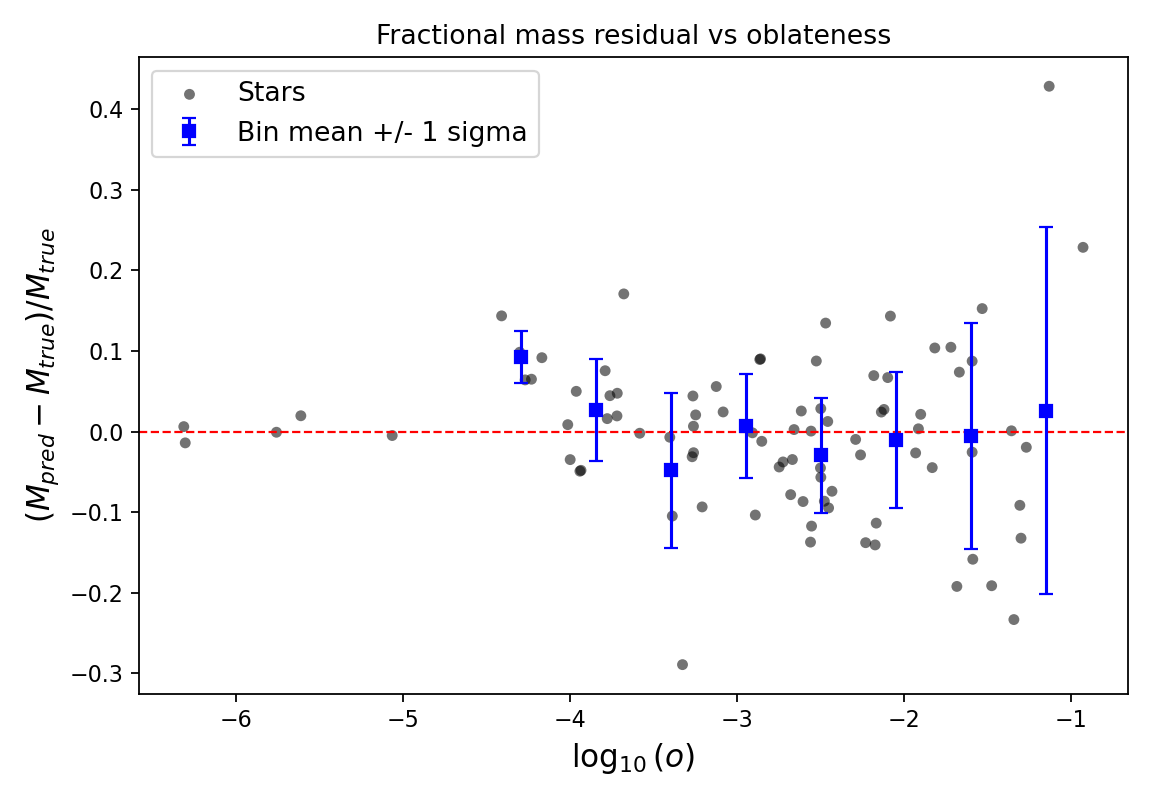 Fractional mass residual vs oblateness
Stars
Bin mean +/- 1 sigma
(M_pred − M_true)/M_true
0.4
0.3
0.2
0.1
0.0
−0.1
−0.2
−0.3
−6 −5 −4 −3 −2 −1
log₁₀(o)